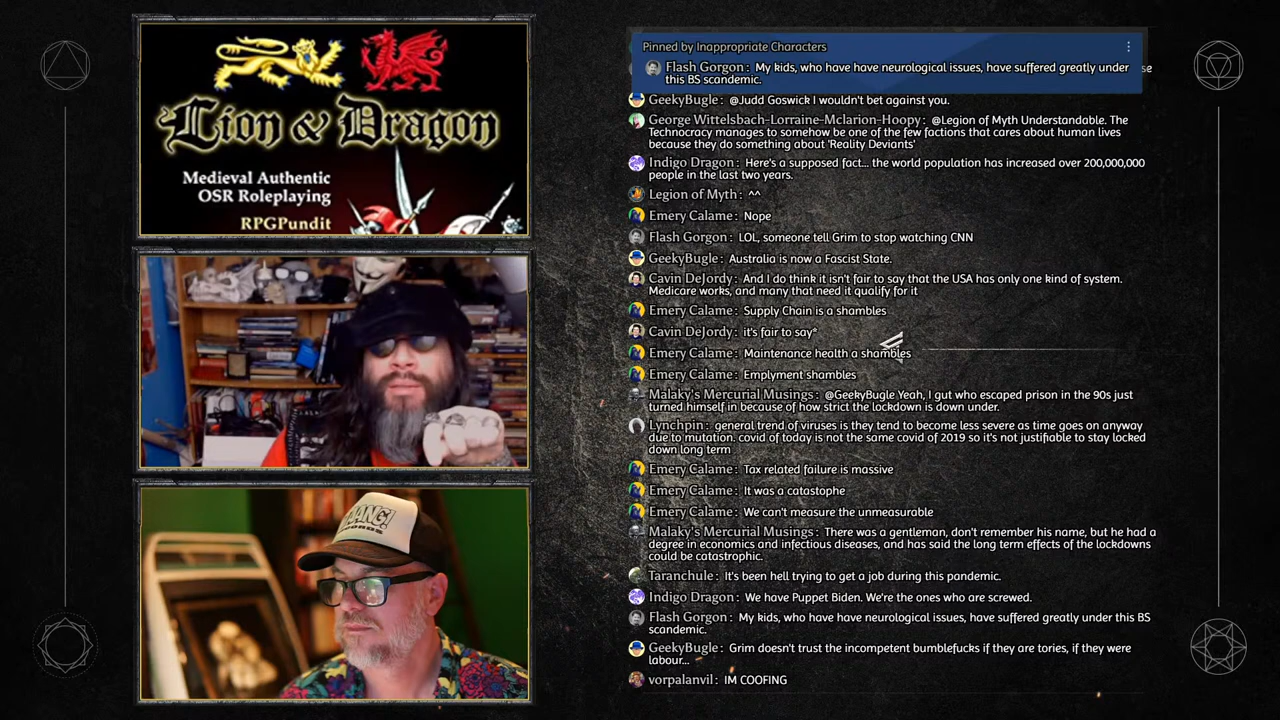 Lion & Dragon
Medieval Authentic
OSR Roleplaying
RPGPundit
Pinned by Inappropriate Characters
Flash Gorgon : My kids, who have have neurological issues, have suffered greatly under
this BS scandemic.
se
GeekyBugle : @Judd Goswick I wouldn't bet against you.
George Wittelsbach-Lorraine-Mclarion-Hoopy : @Legion of Myth Understandable. The
Technocracy manages to somehow be one of the few factions that cares about human lives
because they do something about 'Reality Deviants'
Indigo Dragon : Here's a supposed fact... the world population has increased over 200,000,000
people in the last two years.
Legion of Myth : ^^
Emery Calame : Nope
Flash Gorgon : LOL, someone tell Grim to stop watching CNN
GeekyBugle : Australia is now a Fascist State.
Cavin DeJordy : And I do think it isn't fair to say that the USA has only one kind of system.
Medicare works, and many that need it qualify for it
Emery Calame : Supply Chain is a shambles
Cavin DeJordy : it's fair to say*
Emery Calame : Maintenance health a shambles
Emery Calame : Emplyment shambles
Malaky's Mercurial Musings : @GeekyBugle Yeah, I gut who escaped prison in the 90s just
turned himself in because of how strict the lockdown is down under.
Lynchpin : general trend of viruses is they tend to become less severe as time goes on anyway
due to mutation. covid of today is not the same covid of 2019 so it's not justifiable to stay locked
down long term
Emery Calame : Tax related failure is massive
Emery Calame : It was a catastophe
Emery Calame : We can't measure the unmeasurable
Malaky's Mercurial Musings : There was a gentleman, don't remember his name, but he had a
degree in economics and infectious diseases, and has said the long term effects of the lockdowns
could be catastrophic.
Taranchule : It's been hell trying to get a job during this pandemic.
Indigo Dragon : We have Puppet Biden. We're the ones who are screwed.
Flash Gorgon : My kids, who have have neurological issues, have suffered greatly under this BS
scandemic.
GeekyBugle : Grim doesn't trust the incompetent bumblefucks if they are tories, if they were
labour...
vorpalanvil : IM COOFING